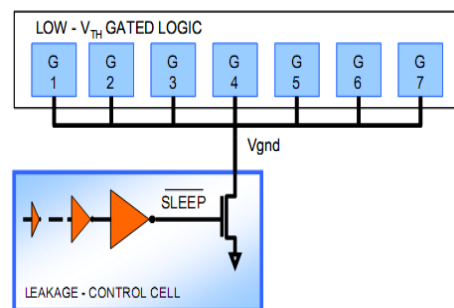 LOW - VTH GATED LOGIC
G G G G G G G
1 2 3 4 5 6 7
Vgnd
SLEEP
LEAKAGE - CONTROL CELL